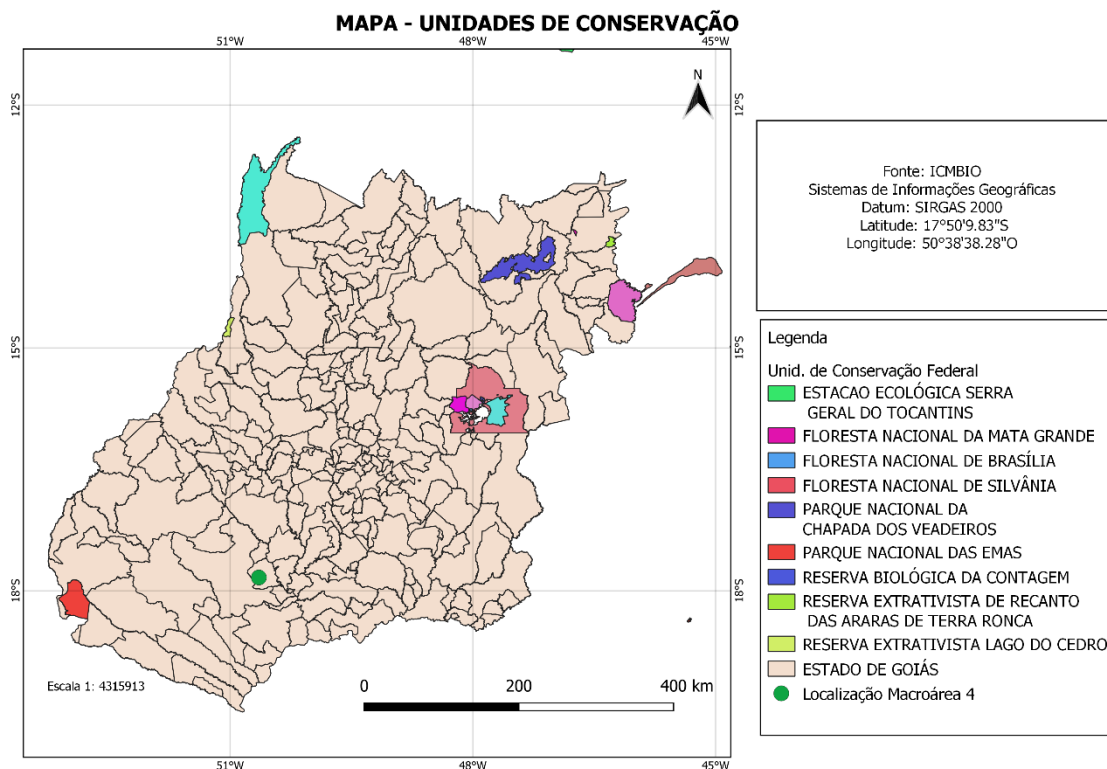 MAPA - UNIDADES DE CONSERVAÇÃO
51°W
48°W
45°W
N
12°S
12°S
15°S
15°S
18°S
18°S
Escala 1: 4315913
0
200
400 km
51°W
48°W
45°W
Fonte: ICMBIO
Sistemas de Informações Geográficas
Datum: SIRGAS 2000
Latitude: 17°50'9.83"S
Longitude: 50°38'38.28"O
Legenda
Unid. de Conservação Federal
ESTACAO ECOLÓGICA SERRA
GERAL DO TOCANTINS
FLORESTA NACIONAL DA MATA GRANDE
FLORESTA NACIONAL DE BRASÍLIA
FLORESTA NACIONAL DE SILVÂNIA
PARQUE NACIONAL DA
CHAPADA DOS VEADEIROS
PARQUE NACIONAL DAS EMAS
RESERVA BIOLÓGICA DA CONTAGEM
RESERVA EXTRATIVISTA DE RECANTO
DAS ARARAS DE TERRA RONCA
RESERVA EXTRATIVISTA LAGO DO CEDRO
ESTADO DE GOIÁS
Localização Macroárea 4